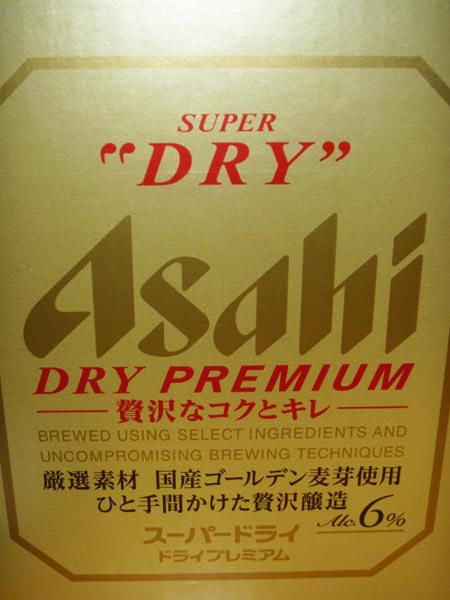 SUPER
“DRY”
Asahi
DRY PREMIUM
贅沢なコクとキレ
BREWED USING SELECT INGREDIENTS AND
UNCOMPROMISING BREWING TECHNIQUES
厳選素材 国産ゴールデン麦芽使用
ひと手間かけた贅沢醸造
Alc.6%
スーパードライ
ドライプレミアム